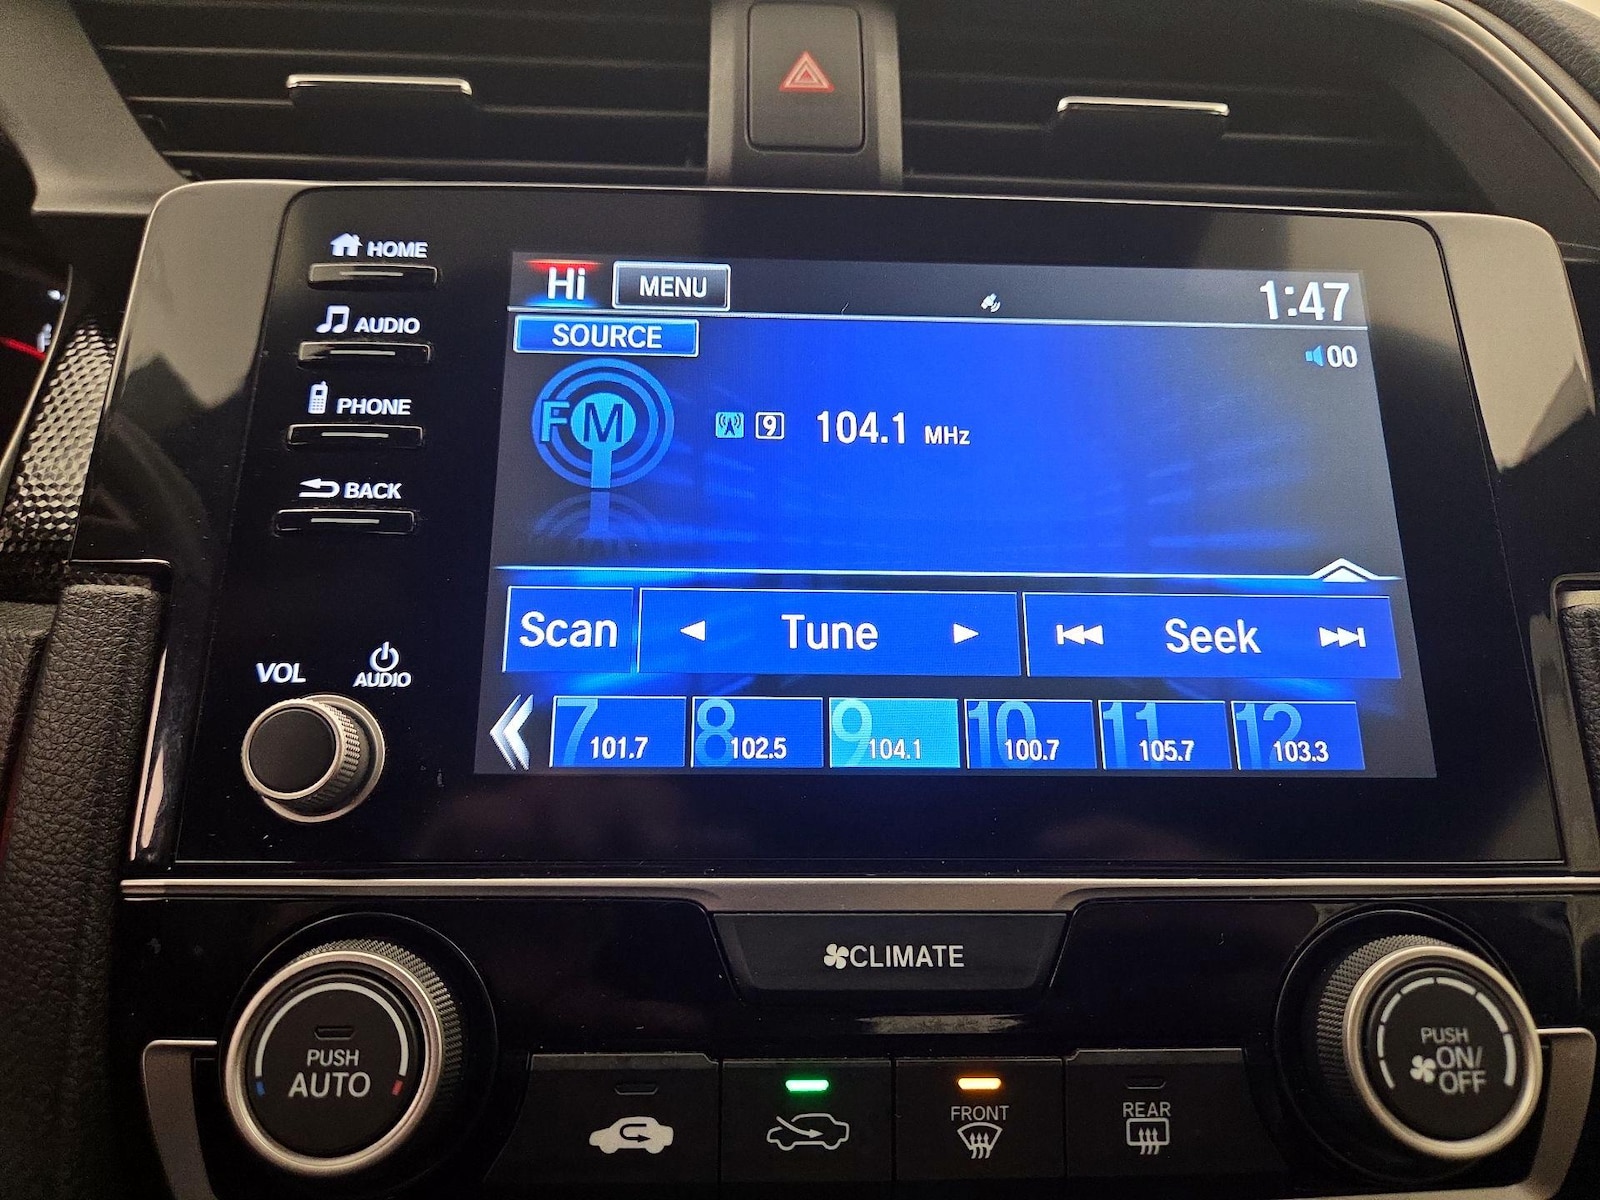 HOME
AUDIO
PHONE
BACK
VOL AUDIO
Hi MENU 1:47
SOURCE
00
FM 9 104.1 MHz
Scan Tune Seek
7 101.7 8 102.5 9 104.1 10 100.7 11 105.7 12 103.3
CLIMATE
PUSH
AUTO
FRONT
REAR
PUSH
ON/
OFF